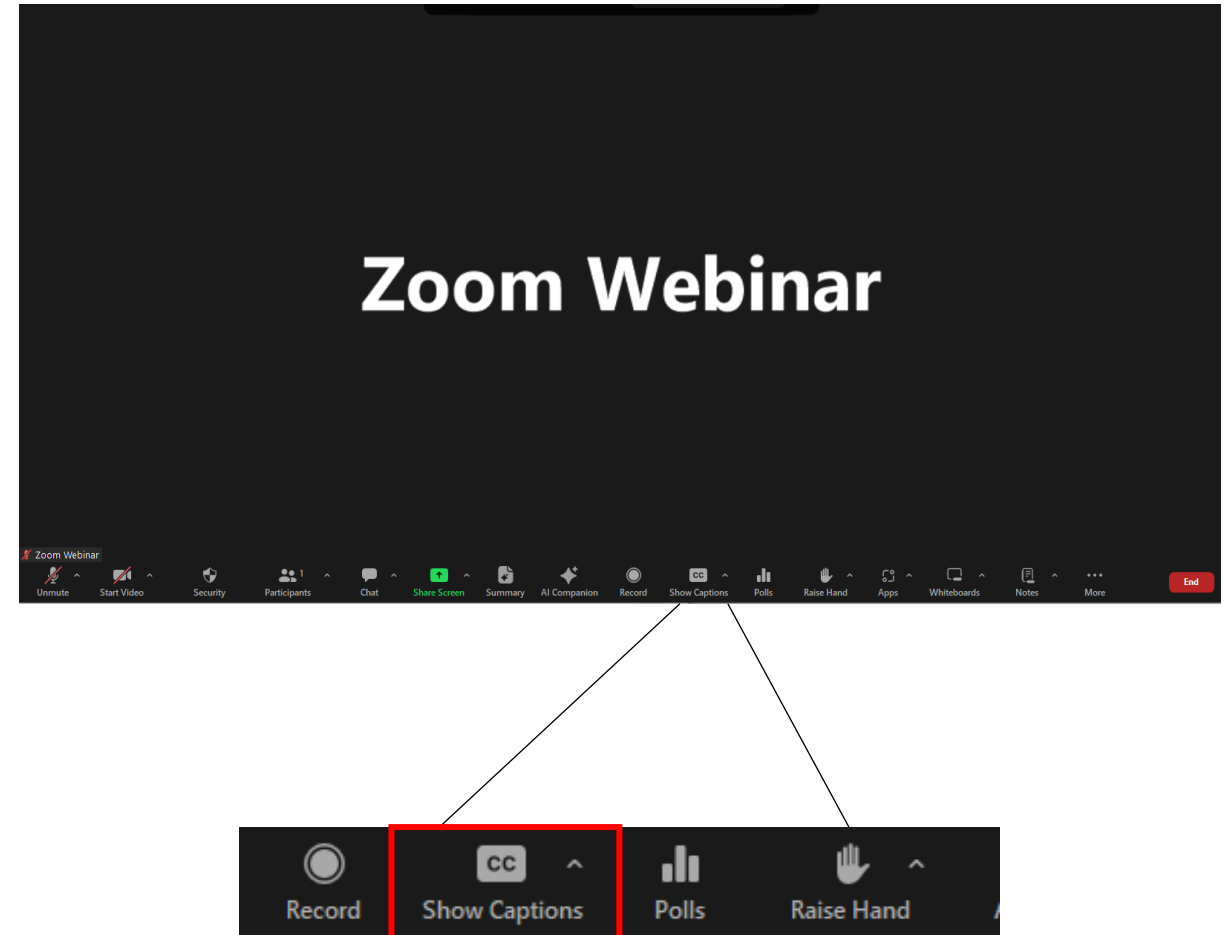 Zoom Webinar
Zoom Webinar
1
Unmute Start Video Security Participants Chat Share Screen Summary AI Companion CC Record Show Captions Polls Raise Hand Apps Whiteboards Notes More End
CC
Record Show Captions Polls Raise Hand